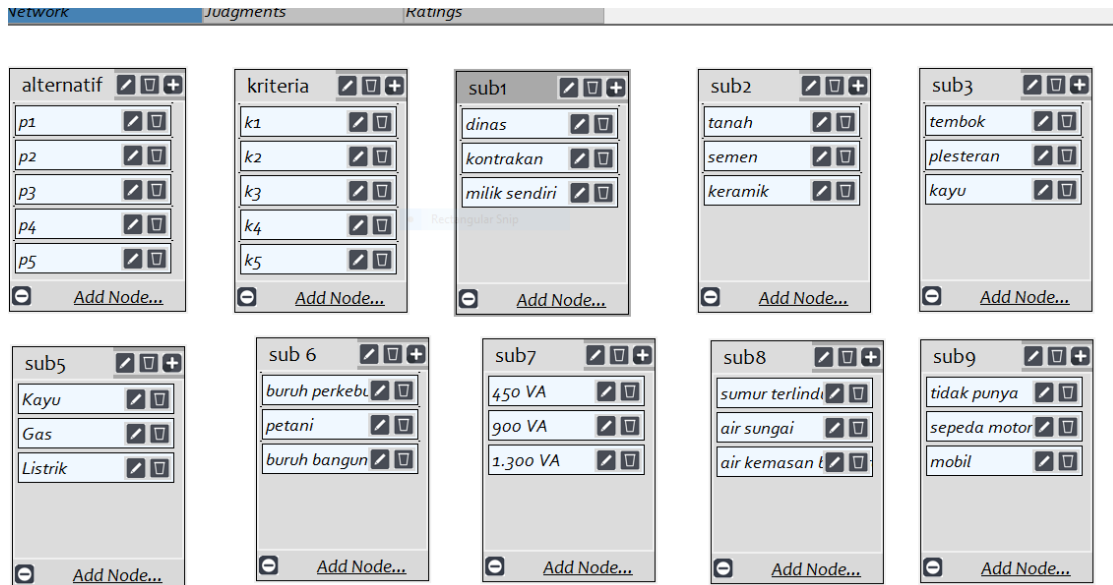 Network Judgments Ratings
alternatif
p1
p2
p3
p4
p5
Add Node...
kriteria
k1
k2
k3
k4
k5
Add Node...
sub1
dinas
kontrakan
milik sendiri
Add Node...
sub2
tanah
semen
keramik
Add Node...
sub3
tembok
plesteran
kayu
Add Node...
Rectangular Snip
sub5
Kayu
Gas
Listrik
Add Node...
sub 6
buruh perkebu
petani
buruh bangun
Add Node...
sub7
450 VA
900 VA
1.300 VA
Add Node...
sub8
sumur terlind
air sungai
air kemasan
Add Node...
sub9
tidak punya
sepeda motor
mobil
Add Node...